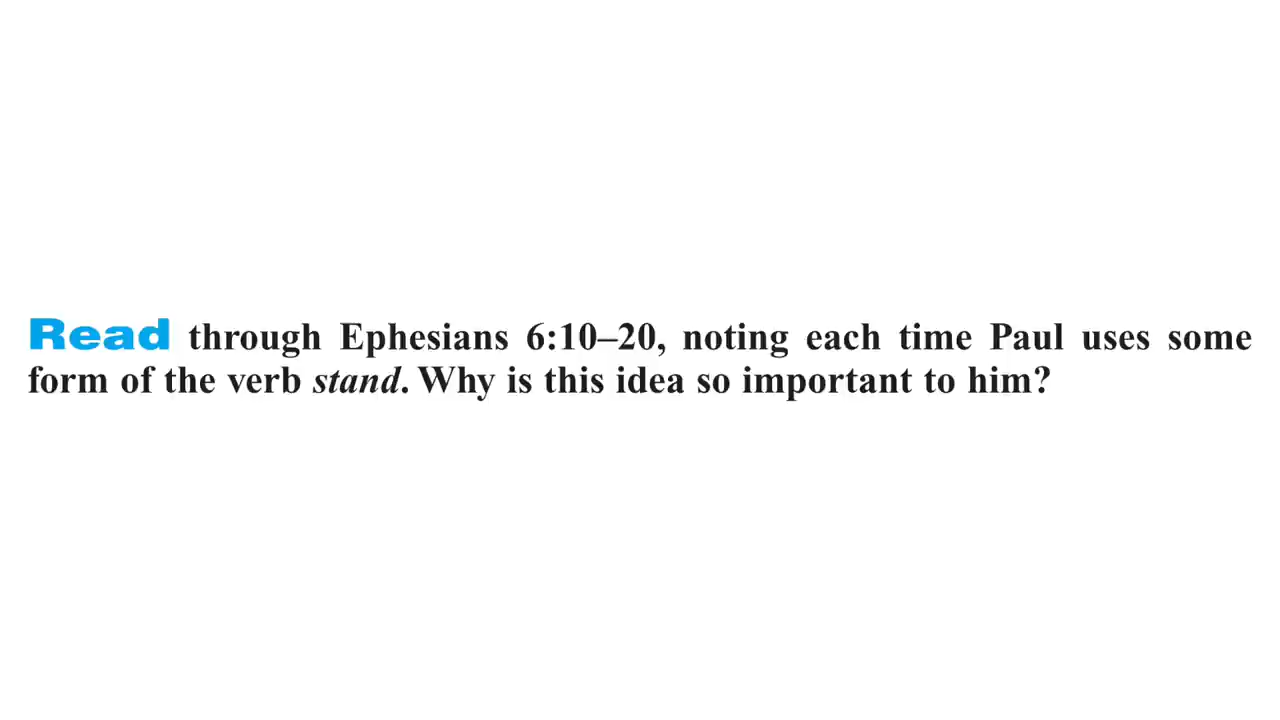 Read through Ephesians 6:10–20, noting each time Paul uses some
form of the verb stand. Why is this idea so important to him?